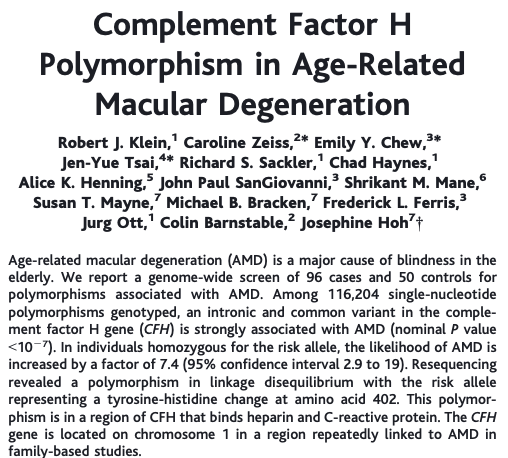 Complement Factor H
Polymorphism in Age-Related
Macular Degeneration
Robert J. Klein,¹ Caroline Zeiss,²* Emily Y. Chew,³*
Jen-Yue Tsai,⁴* Richard S. Sackler,¹ Chad Haynes,¹
Alice K. Henning,⁵ John Paul SanGiovanni,³ Shrikant M. Mane,⁶
Susan T. Mayne,⁷ Michael B. Bracken,⁷ Frederick L. Ferris,³
Jurg Ott,¹ Colin Barnstable,² Josephine Hoh⁷†
Age-related macular degeneration (AMD) is a major cause of blindness in the
elderly. We report a genome-wide screen of 96 cases and 50 controls for
polymorphisms associated with AMD. Among 116,204 single-nucleotide
polymorphisms genotyped, an intronic and common variant in the comple-
ment factor H gene (CFH) is strongly associated with AMD (nominal P value
<10⁻⁷). In individuals homozygous for the risk allele, the likelihood of AMD is
increased by a factor of 7.4 (95% confidence interval 2.9 to 19). Resequencing
revealed a polymorphism in linkage disequilibrium with the risk allele
representing a tyrosine-histidine change at amino acid 402. This polymor-
phism is in a region of CFH that binds heparin and C-reactive protein. The CFH
gene is located on chromosome 1 in a region repeatedly linked to AMD in
family-based studies.